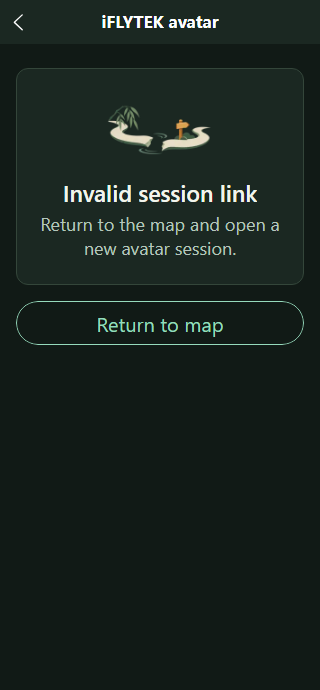 iFLYTEK avatar
Invalid session link
Return to the map and open a
new avatar session.
Return to map